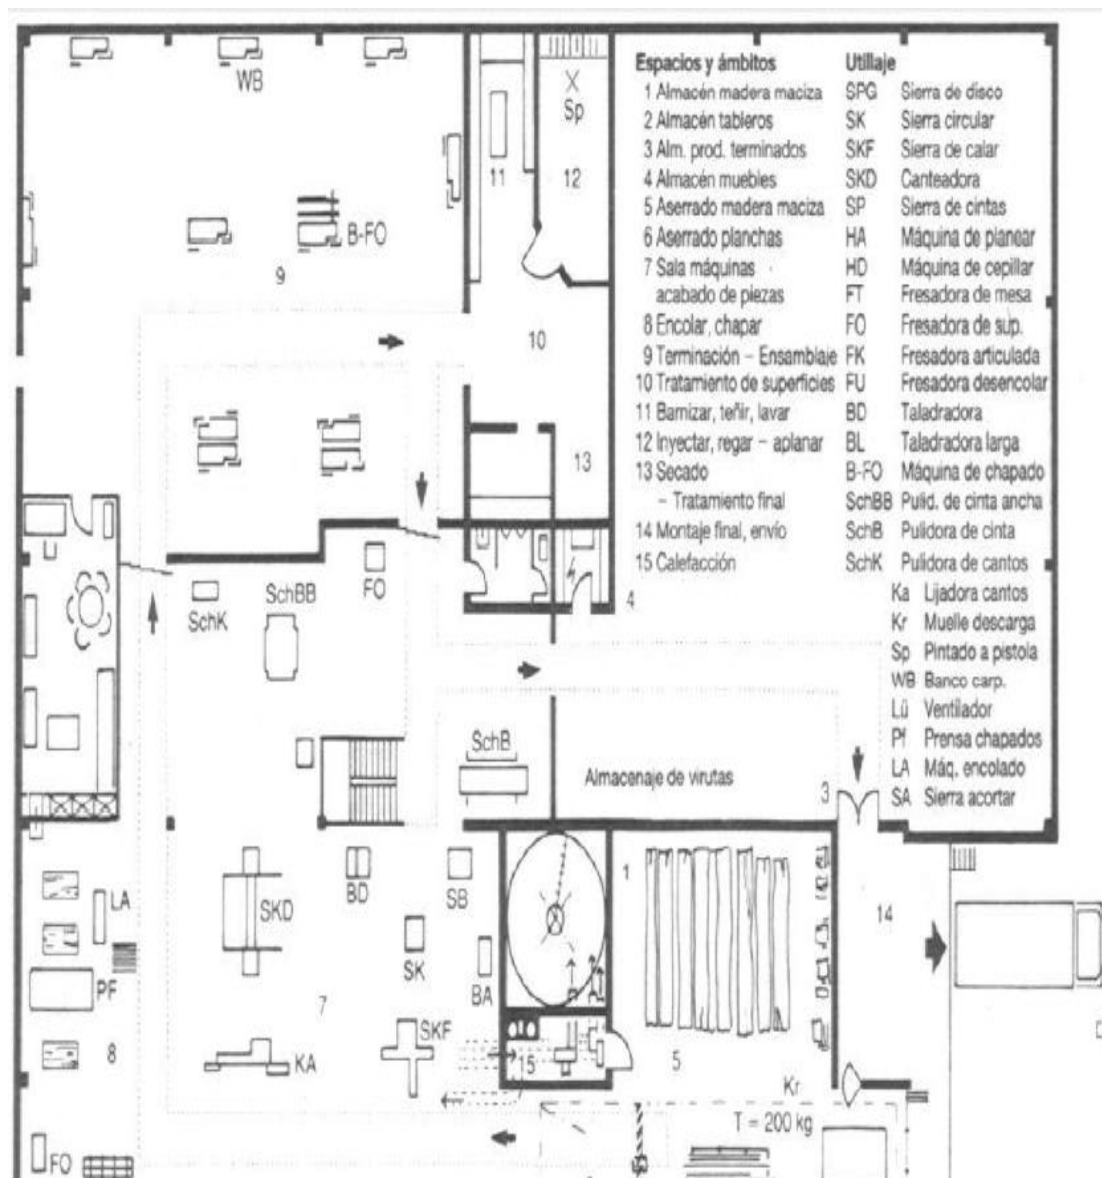 Espacios y ámbitos
1 Almacén madera maciza
2 Almacén tableros
3 Alm. prod. terminados
4 Almacén muebles
5 Aserrado madera maciza
6 Aserrado planchas
7 Sala máquinas
acabado de piezas
8 Encolar, chapar
9 Terminación – Ensamblaje
10 Tratamiento de superficies
11 Barnizar, teñir, lavar
12 Inyectar, regar – aplanar
13 Secado
– Tratamiento final
14 Montaje final, envío
15 Calefacción
Utillaje
SPG Sierra de disco
SK Sierra circular
SKF Sierra de calar
SKD Canteadora
SP Sierra de cintas
HA Máquina de planear
HD Máquina de cepillar
FT Fresadora de mesa
FO Fresadora de sup.
FK Fresadora articulada
FU Fresadora desencolar
BD Taladradora
BL Taladradora larga
B-FO Máquina de chapado
SchBB Pulid. de cinta ancha
SchB Pulidora de cinta
SchK Pulidora de cantos
Ka Lijadora cantos
Kr Muelle descarga
Sp Pintado a pistola
WB Banco carp.
Lü Ventilador
Pf Prensa chapados
LA Máq. encolado
SA Sierra acortar
WB
Sp
11
12
B-FO
9
10
13
FO
SchBB
SchK
4
SchB
Almacenaje de virutas
3
1
LA
SKD
BD
SB
14
SK
PF
BA
7
SKF
8
KA
15
5
Kr
T = 200 kg
FO